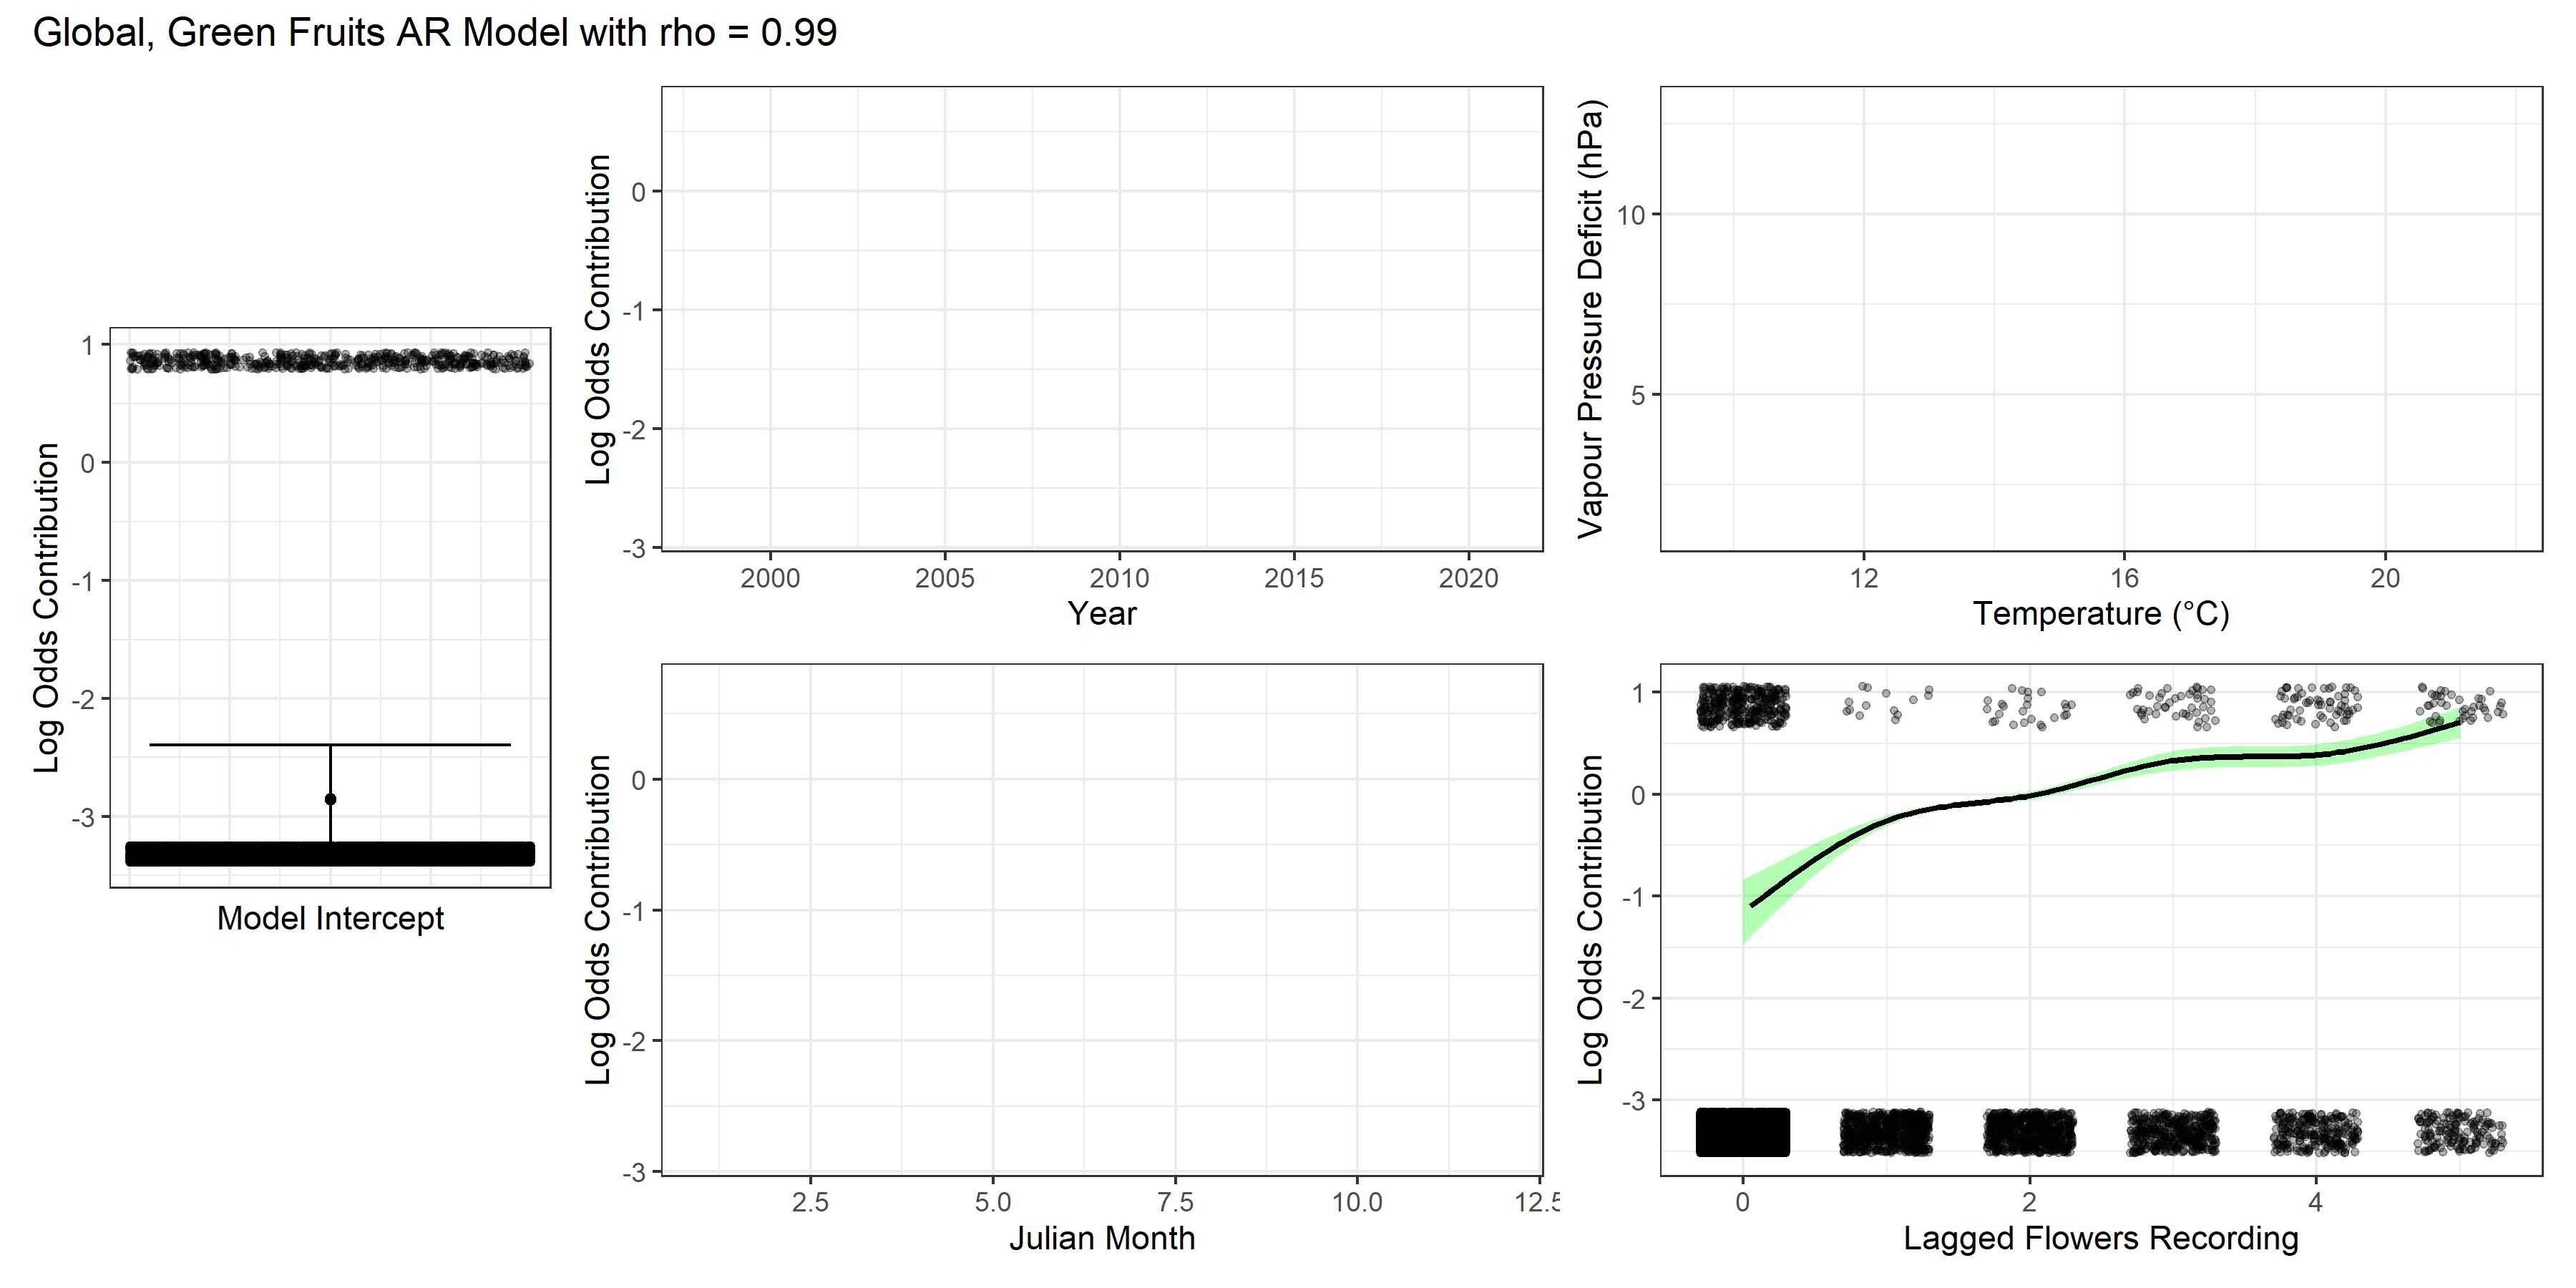 Global, Green Fruits AR Model with rho = 0.99
Log Odds Contribution
1
0
-1
-2
-3
Model Intercept
Log Odds Contribution
0
-1
-2
-3
2000 2005 2010 2015 2020
Year
Vapour Pressure Deficit (hPa)
10
5
12 16 20
Temperature (°C)
Log Odds Contribution
0
-1
-2
-3
2.5 5.0 7.5 10.0 12.5
Julian Month
Log Odds Contribution
1
0
-1
-2
-3
0 2 4
Lagged Flowers Recording